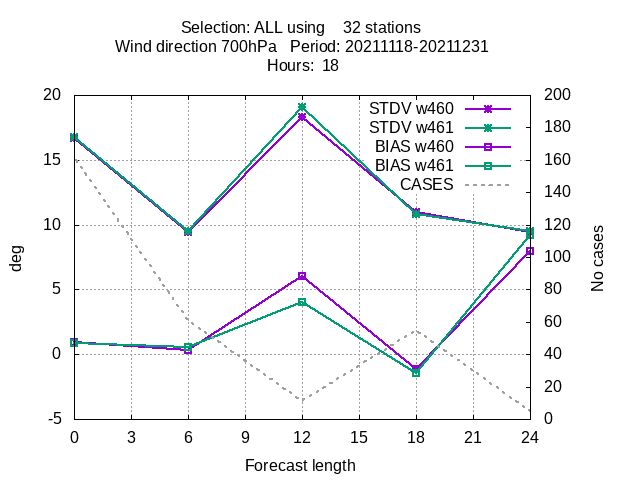 Selection: ALL using    32 stations
Wind direction 700hPa   Period: 20211118-20211231
Hours:  18
STDV w460
STDV w461
BIAS w460
BIAS w461
CASES
20
15
10
5
0
-5
deg
200
180
160
140
120
100
80
60
40
20
0
No cases
0 3 6 9 12 15 18 21 24
Forecast length